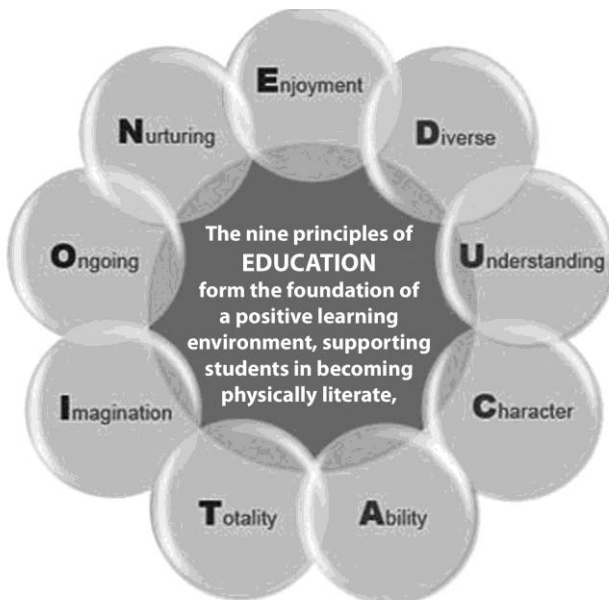 Enjoyment
Diverse
Understanding
Character
Ability
Totality
Imagination
Ongoing
Nurturing
The nine principles of
EDUCATION
form the foundation of
a positive learning
environment, supporting
students in becoming
physically literate,